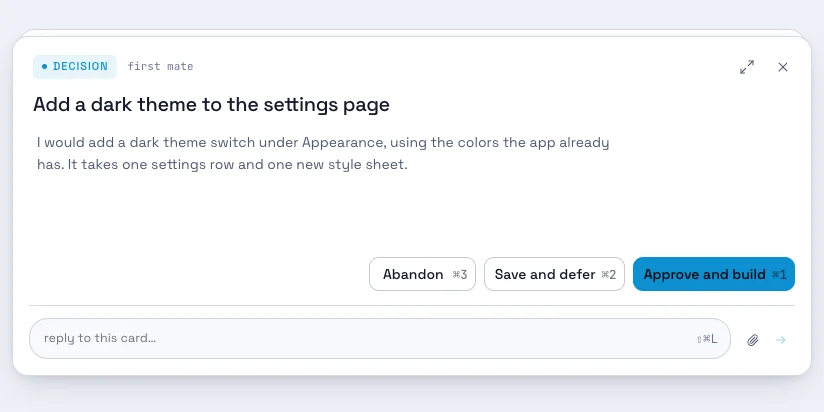 DECISION first mate
Add a dark theme to the settings page
I would add a dark theme switch under Appearance, using the colors the app already
has. It takes one settings row and one new style sheet.
Abandon ⌘3 Save and defer ⌘2 Approve and build ⌘1
reply to this card... ⇧⌘L